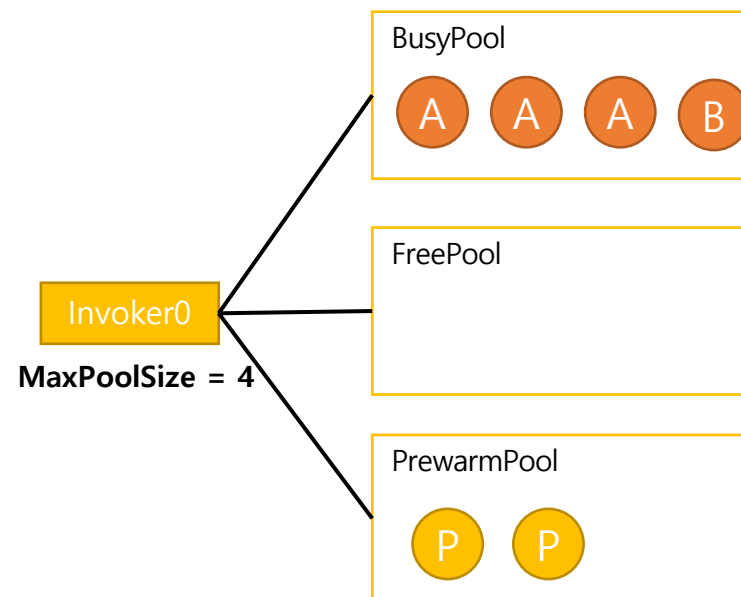 BusyPool
A A A B
FreePool
Invoker0
MaxPoolSize = 4
PrewarmPool
P P